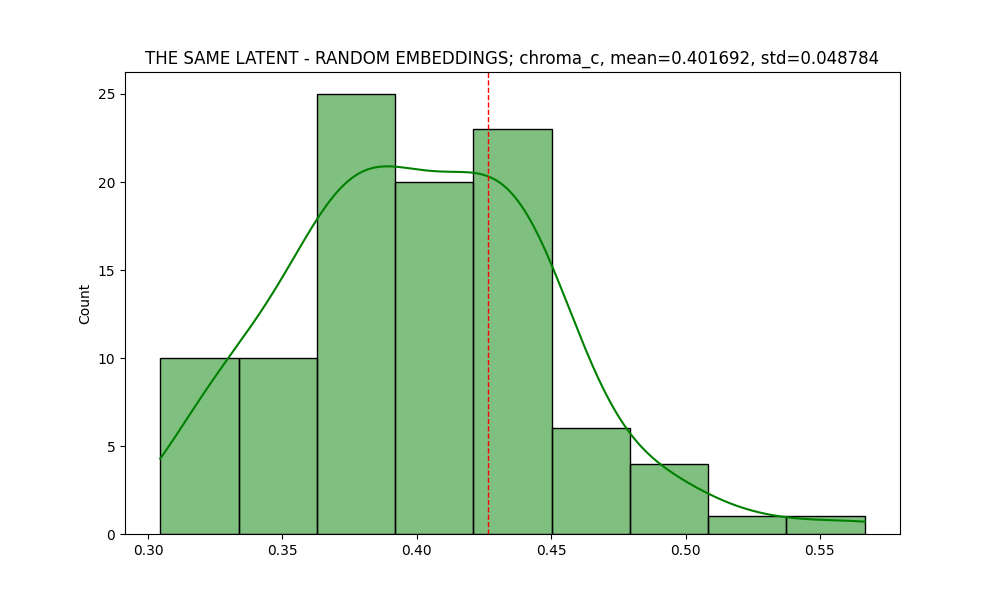 THE SAME LATENT - RANDOM EMBEDDINGS; chroma_c, mean=0.401692, std=0.048784
25
20
15
10
5
0
Count
0.30 0.35 0.40 0.45 0.50 0.55